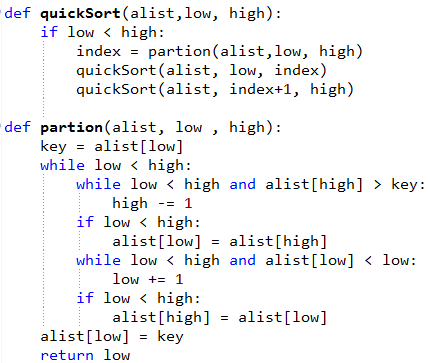 def quickSort(alist,low, high):
    if low < high:
        index = partion(alist,low, high)
        quickSort(alist, low, index)
        quickSort(alist, index+1, high)
def partion(alist, low , high):
    key = alist[low]
    while low < high:
        while low < high and alist[high] > key:
            high -= 1
        if low < high:
            alist[low] = alist[high]
        while low < high and alist[low] < low:
            low += 1
        if low < high:
            alist[high] = alist[low]
    alist[low] = key
    return low